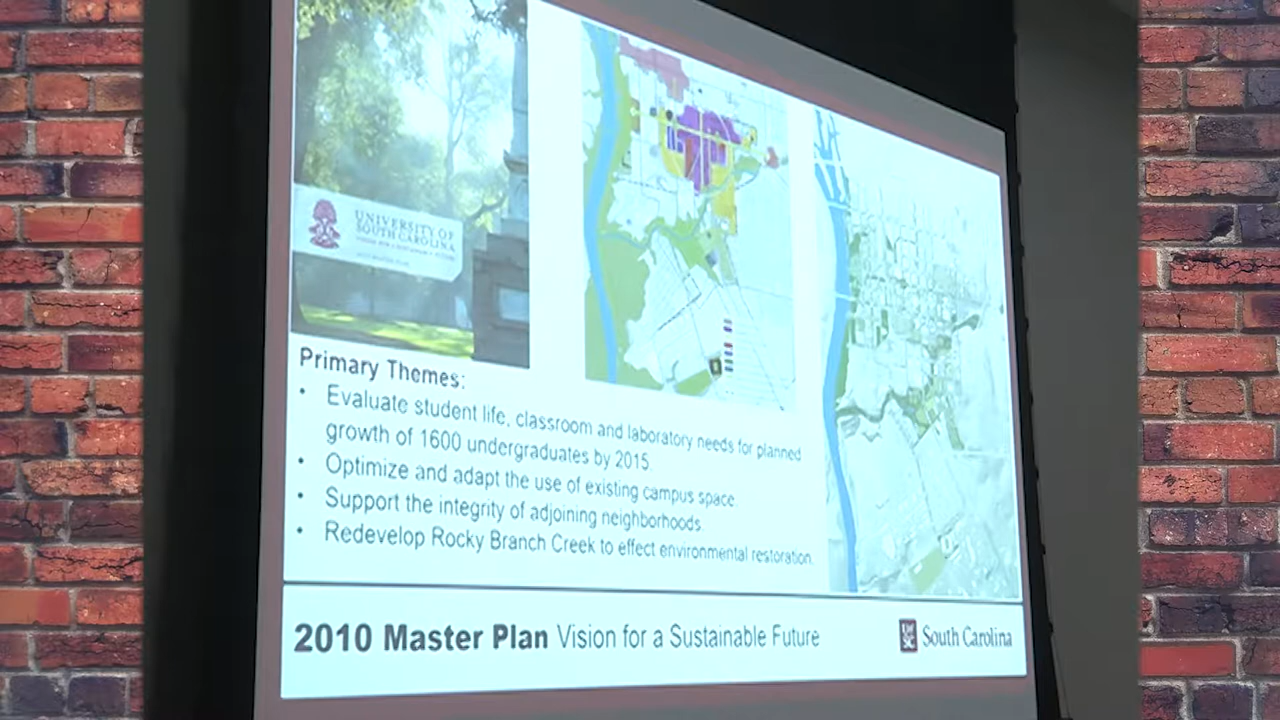 UNIVERSITY OF
SOUTH CAROLINA
Primary Themes:
• Evaluate student life, classroom and laboratory needs for planned
growth of 1600 undergraduates by 2015.
• Optimize and adapt the use of existing campus space.
• Support the integrity of adjoining neighborhoods.
• Redevelop Rocky Branch Creek to effect environmental restoration.
2010 Master Plan Vision for a Sustainable Future
South Carolina